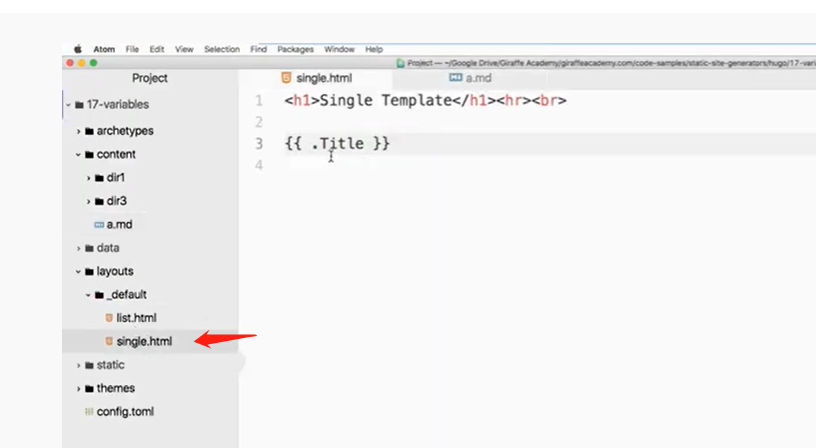 Atom File Edit View Selection Find Packages Window Help
Project — ~/Google Drive/Giraffe Academy/giraffeacademy.com/code-samples/static-site-generators/hugo/17-vari
Project
single.html
a.md
17-variables
archetypes
content
dir1
dir3
a.md
data
layouts
_default
list.html
single.html
static
themes
config.toml
1 <h1>Single Template</h1><hr><br>
2
3 {{ .Title }}
4